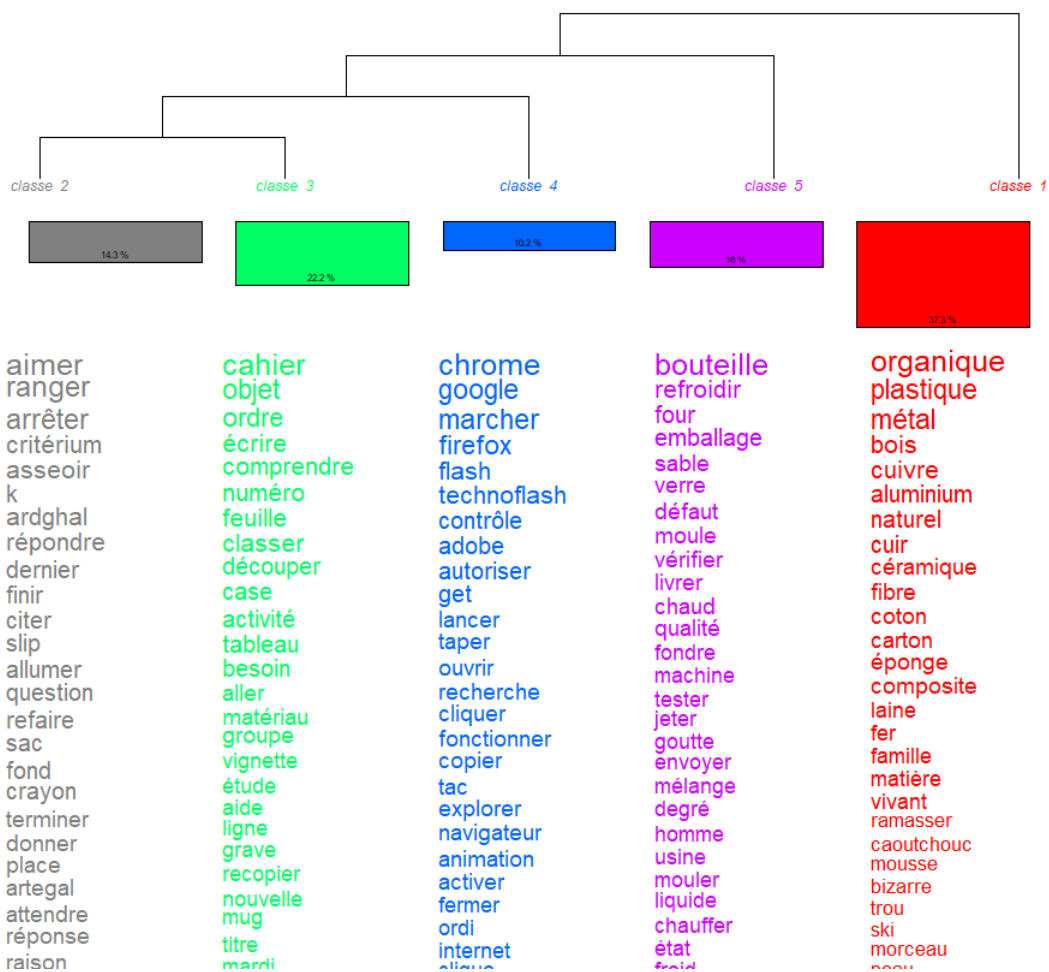 classe 2
classe 3
classe 4
classe 5
classe 1
14.3 %
22.2 %
10.2 %
16 %
37.3 %
aimer
ranger
arrêter
critérium
asseoir
k
ardghal
répondre
dernier
finir
citer
slip
allumer
question
refaire
sac
fond
crayon
terminer
donner
place
artegal
attendre
réponse
raison
cahier
objet
ordre
écrire
comprendre
numéro
feuille
classer
découper
case
activité
tableau
besoin
aller
matériau
groupe
vignette
étude
aide
ligne
grave
recopier
nouvelle
mug
titre
mardi
chrome
google
marcher
firefox
flash
technoflash
contrôle
adobe
autoriser
get
lancer
taper
ouvrir
recherche
cliquer
fonctionner
copier
tac
explorer
navigateur
animation
activer
fermer
ordi
internet
clique
bouteille
refroidir
four
emballage
sable
verre
défaut
moule
vérifier
livrer
chaud
qualité
fondre
machine
tester
jeter
goutte
envoyer
mélange
degré
homme
usine
mouler
liquide
chauffer
état
froid
organique
plastique
métal
bois
cuivre
aluminium
naturel
cuir
céramique
fibre
coton
carton
éponge
composite
laine
fer
famille
matière
vivant
ramasser
caoutchouc
mousse
bizarre
trou
ski
morceau
peau